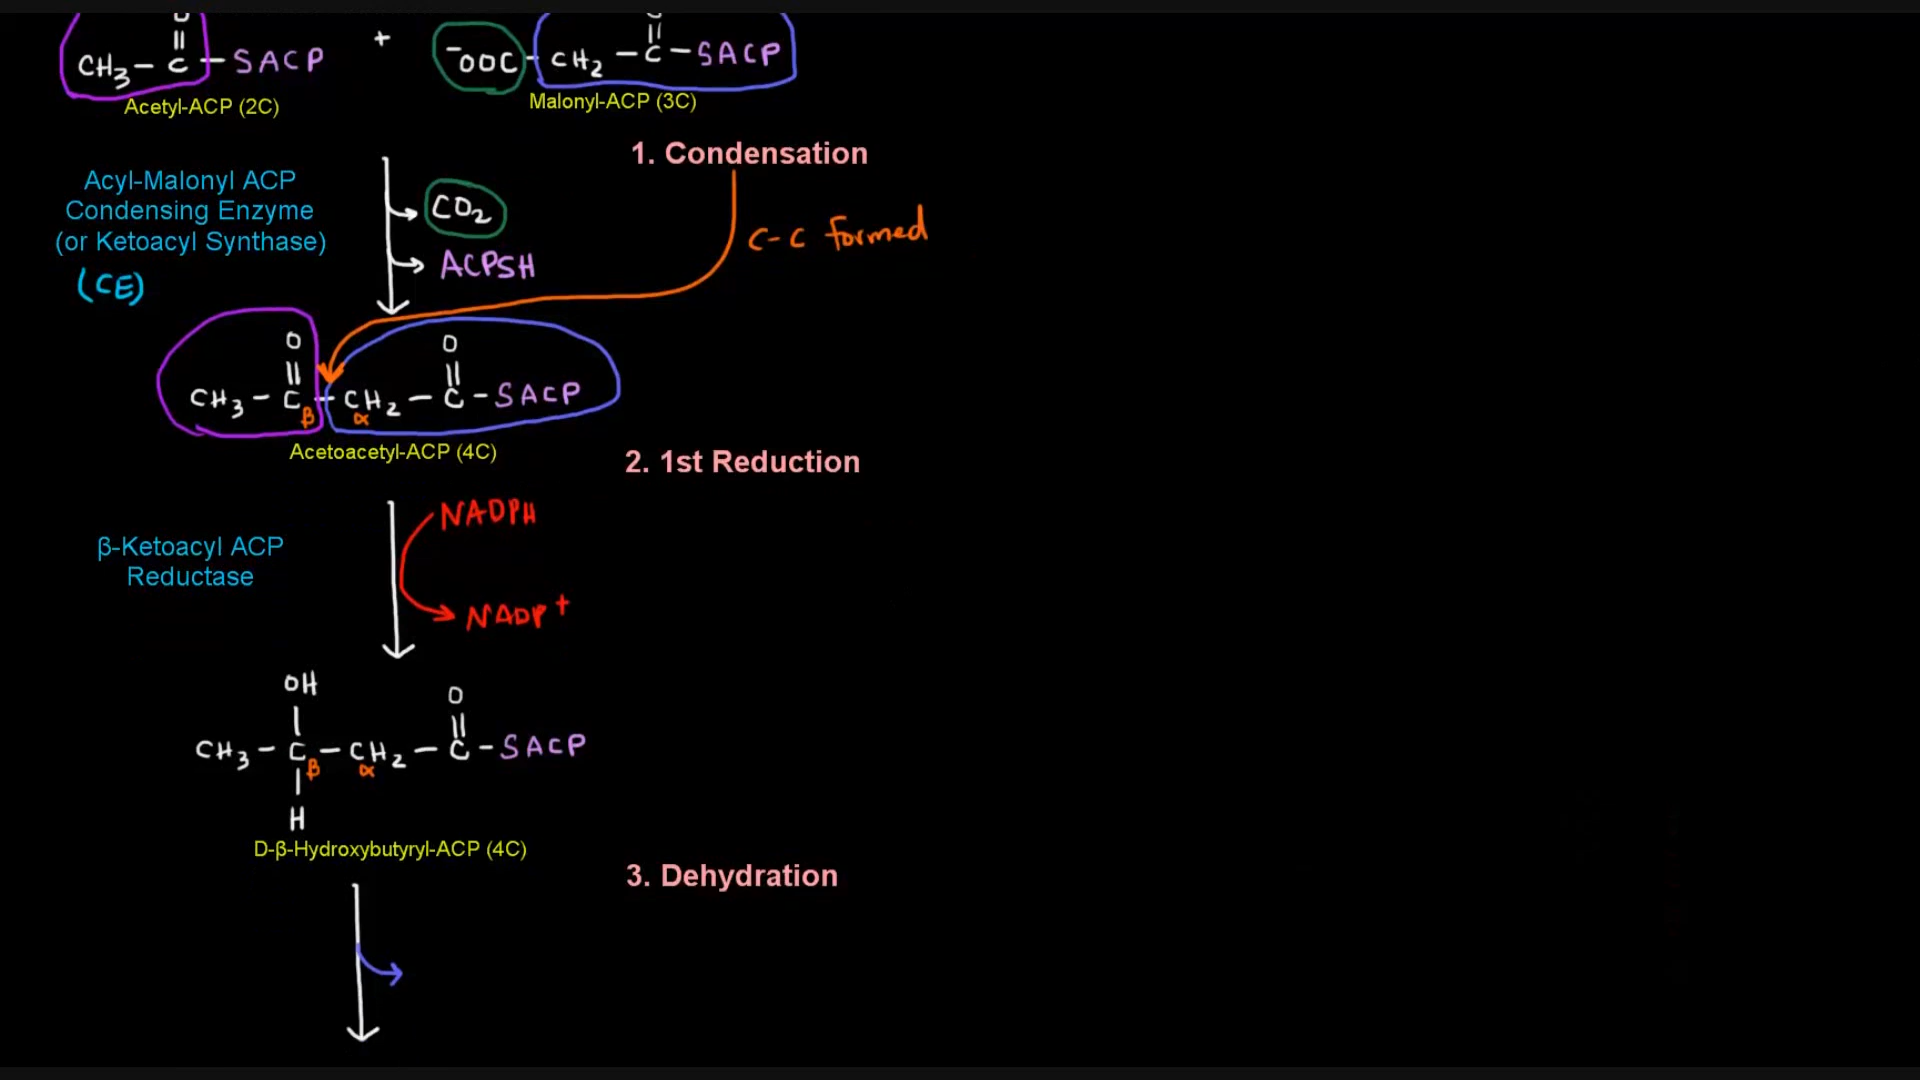 O
CH3 - C - SACP + -OOC - CH2 - C - SACP
Acetyl-ACP (2C)
Malonyl-ACP (3C)
1. Condensation
Acyl-Malonyl ACP
Condensing Enzyme
(or Ketoacyl Synthase)
(CE)
CO2
ACPSH
C-C formed
O O
CH3 - C - CH2 - C - SACP
β α
Acetoacetyl-ACP (4C)
2. 1st Reduction
β-Ketoacyl ACP
Reductase
NADPH
NADP+
OH O
CH3 - C - CH2 - C - SACP
β α
H
D-β-Hydroxybutyryl-ACP (4C)
3. Dehydration